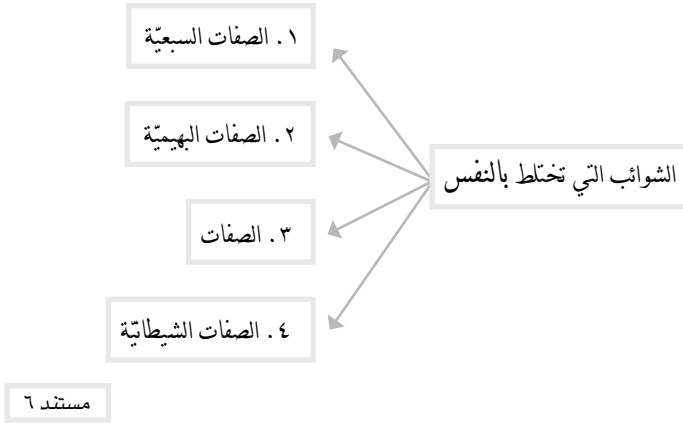 الشوائب التي تختلط بالنفس
١. الصفات السبعيّة
٢. الصفات البهيميّة
٣. الصفات
٤. الصفات الشيطانيّة
مستند ٦